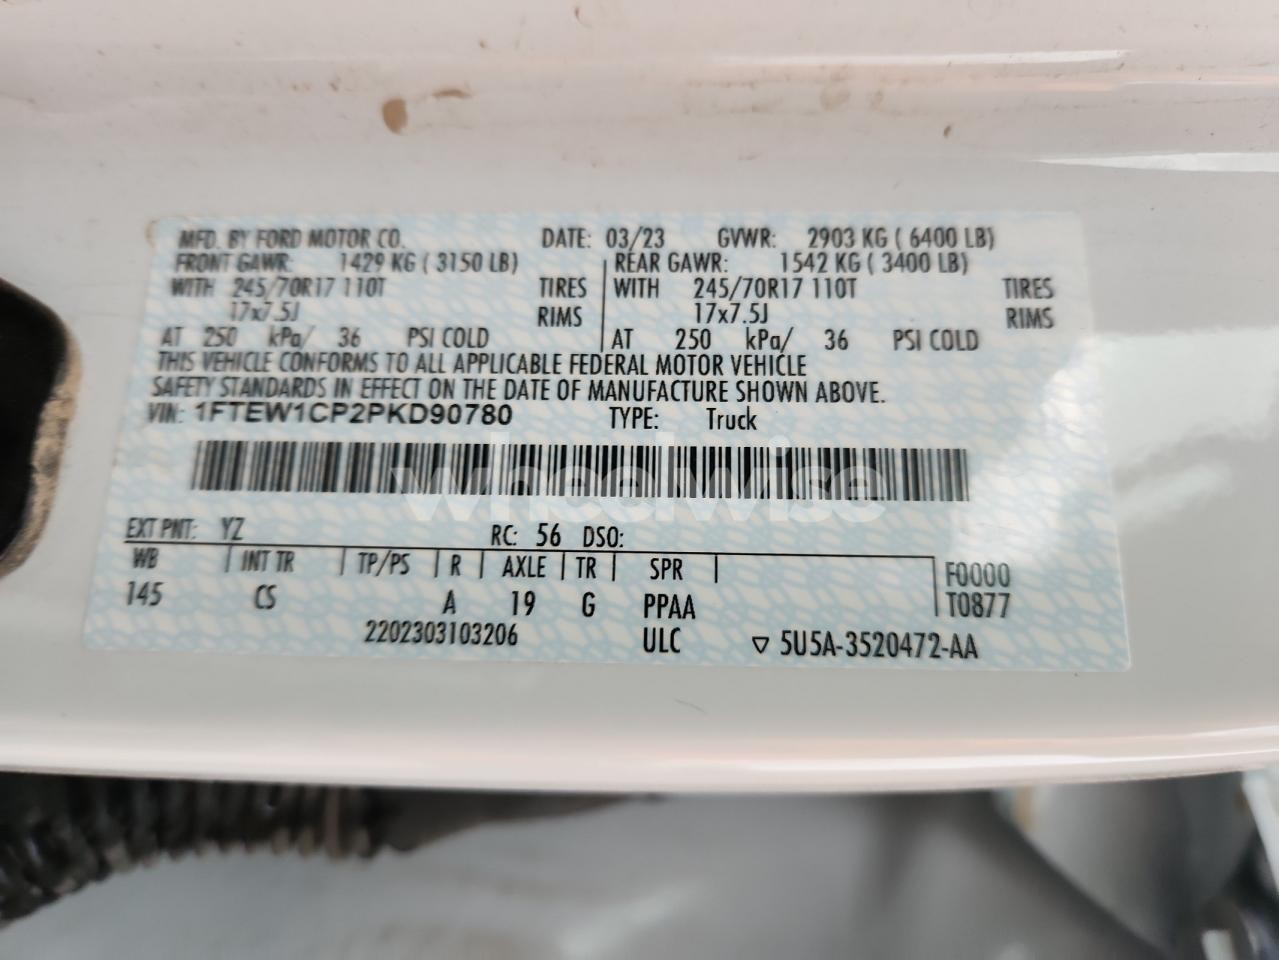 MFD. BY FORD MOTOR CO. DATE: 03/23 GVWR: 2903 KG ( 6400 LB)
FRONT GAWR: 1429 KG ( 3150 LB) REAR GAWR: 1542 KG ( 3400 LB)
WITH 245/70R17 110T TIRES WITH 245/70R17 110T TIRES
17x7.5J RIMS 17x7.5J RIMS
AT 250 kPa/ 36 PSI COLD AT 250 kPa/ 36 PSI COLD
THIS VEHICLE CONFORMS TO ALL APPLICABLE FEDERAL MOTOR VEHICLE
SAFETY STANDARDS IN EFFECT ON THE DATE OF MANUFACTURE SHOWN ABOVE.
VIN: 1FTEW1CP2PKD90780 TYPE: Truck
wheelwise
EXT PNT: YZ RC: 56 DSO:
WB INT TR TP/PS R AXLE TR SPR F0000
145 CS A 19 G PPAA T0877
2202303103206 ULC ▽ 5U5A-3520472-AA